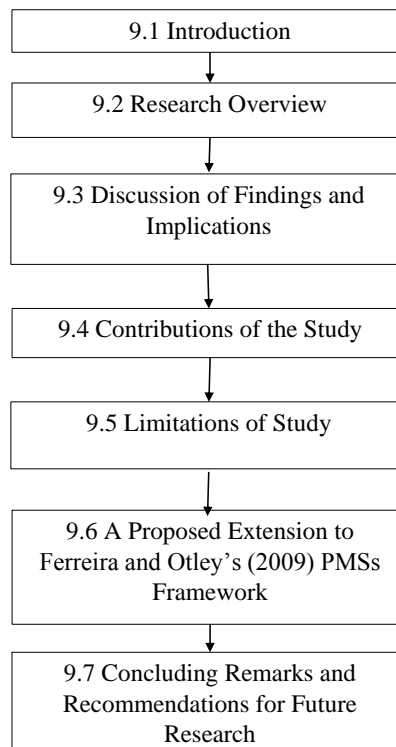 9.1 Introduction
9.2 Research Overview
9.3 Discussion of Findings and
Implications
9.4 Contributions of the Study
9.5 Limitations of Study
9.6 A Proposed Extension to
Ferreira and Otley's (2009) PMSs
Framework
9.7 Concluding Remarks and
Recommendations for Future
Research